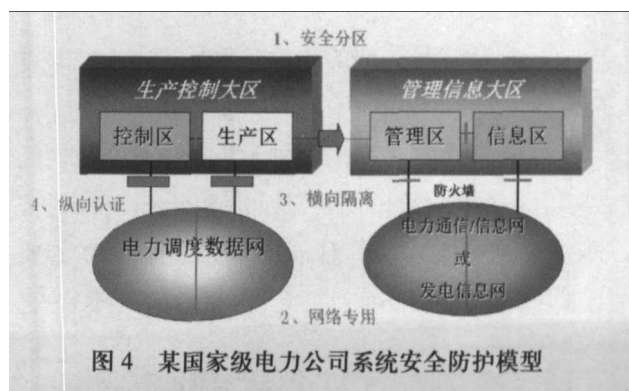 1、安全分区
生产控制大区
管理信息大区
控制区
生产区
管理区
信息区
4、纵向认证
3、横向隔离
防火墙
电力调度数据网
电力通信/信息网
或
发电信息网
2、网络专用
图 4 某国家级电力公司系统安全防护模型